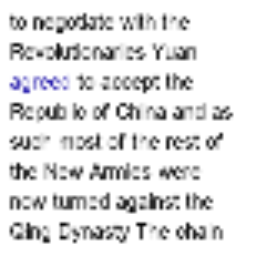 to negotiate with the
Revolutionaries Yuan
agreed to accept the
Republic of China and as
such most of the rest of
the New Armies were
now turned against the
Qing Dynasty The chain